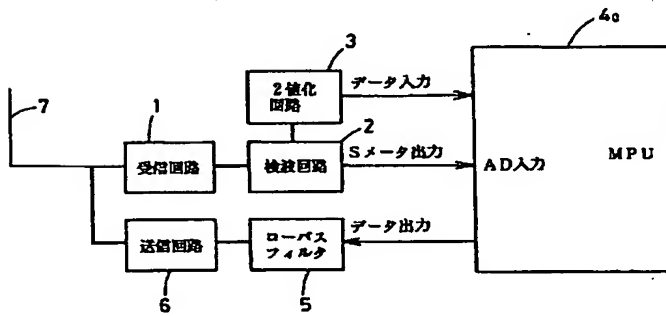 4a
3
2値化
回路
データ入力
7
1
2
受信回路
検波回路
Sメータ出力
AD入力
MPU
データ出力
送信回路
ローパス
フィルタ
6
5